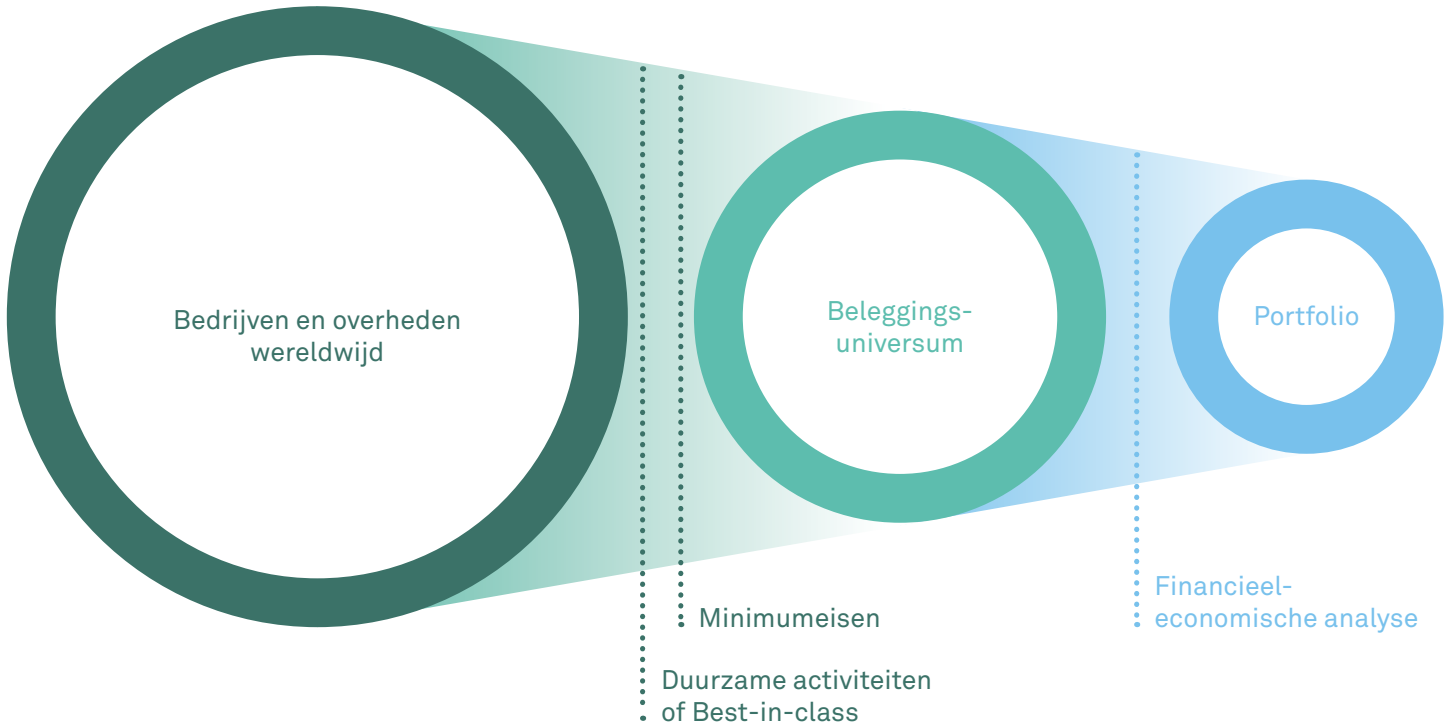 Bedrijven en overheden
wereldwijd
Beleggings-
universum
Portfolio
Financieel-
economische analyse
Minimumeisen
Duurzame activiteiten
of Best-in-class